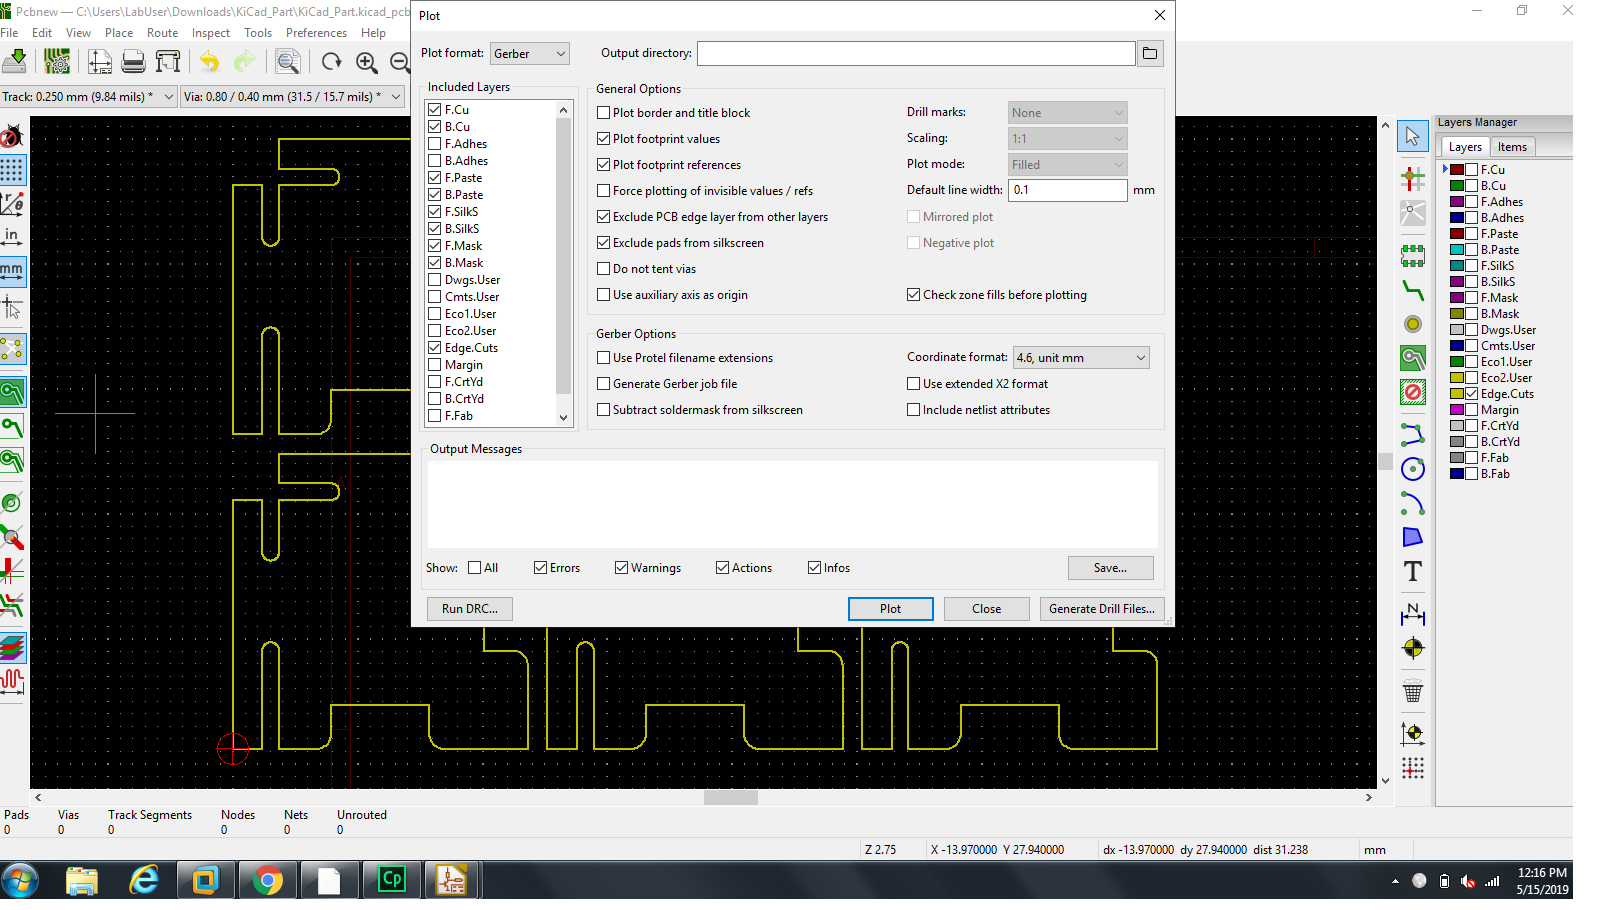 Pcbnew — C:\Users\LabUser\Downloads\KiCad_Part\KiCad_Part.kicad_pcb
File Edit View Place Route Inspect Tools Preferences Help
Track: 0.250 mm (9.84 mils) *
Via: 0.80 / 0.40 mm (31.5 / 15.7 mils) *
in
mm
Plot
Plot format: Gerber
Output directory:
Included Layers
F.Cu
B.Cu
F.Adhes
B.Adhes
F.Paste
B.Paste
F.SilkS
B.SilkS
F.Mask
B.Mask
Dwgs.User
Cmts.User
Eco1.User
Eco2.User
Edge.Cuts
Margin
F.CrtYd
B.CrtYd
F.Fab
General Options
Plot border and title block
Plot footprint values
Plot footprint references
Force plotting of invisible values / refs
Exclude PCB edge layer from other layers
Exclude pads from silkscreen
Do not tent vias
Use auxiliary axis as origin
Drill marks: None
Scaling: 1:1
Plot mode: Filled
Default line width: 0.1 mm
Mirrored plot
Negative plot
Check zone fills before plotting
Gerber Options
Use Protel filename extensions
Generate Gerber job file
Subtract soldermask from silkscreen
Coordinate format: 4.6, unit mm
Use extended X2 format
Include netlist attributes
Output Messages
Show: All Errors Warnings Actions Infos Save...
Run DRC... Plot Close Generate Drill Files...
Layers Manager
Layers Items
F.Cu
B.Cu
F.Adhes
B.Adhes
F.Paste
B.Paste
F.SilkS
B.SilkS
F.Mask
B.Mask
Dwgs.User
Cmts.User
Eco1.User
Eco2.User
Edge.Cuts
Margin
F.CrtYd
B.CrtYd
F.Fab
B.Fab
T
N
Pads Vias Track Segments Nodes Nets Unrouted
0 0 0 0 0 0
Z 2.75 X -13.970000 Y 27.940000 dx -13.970000 dy 27.940000 dist 31.238 mm
Cp
12:16 PM
5/15/2019